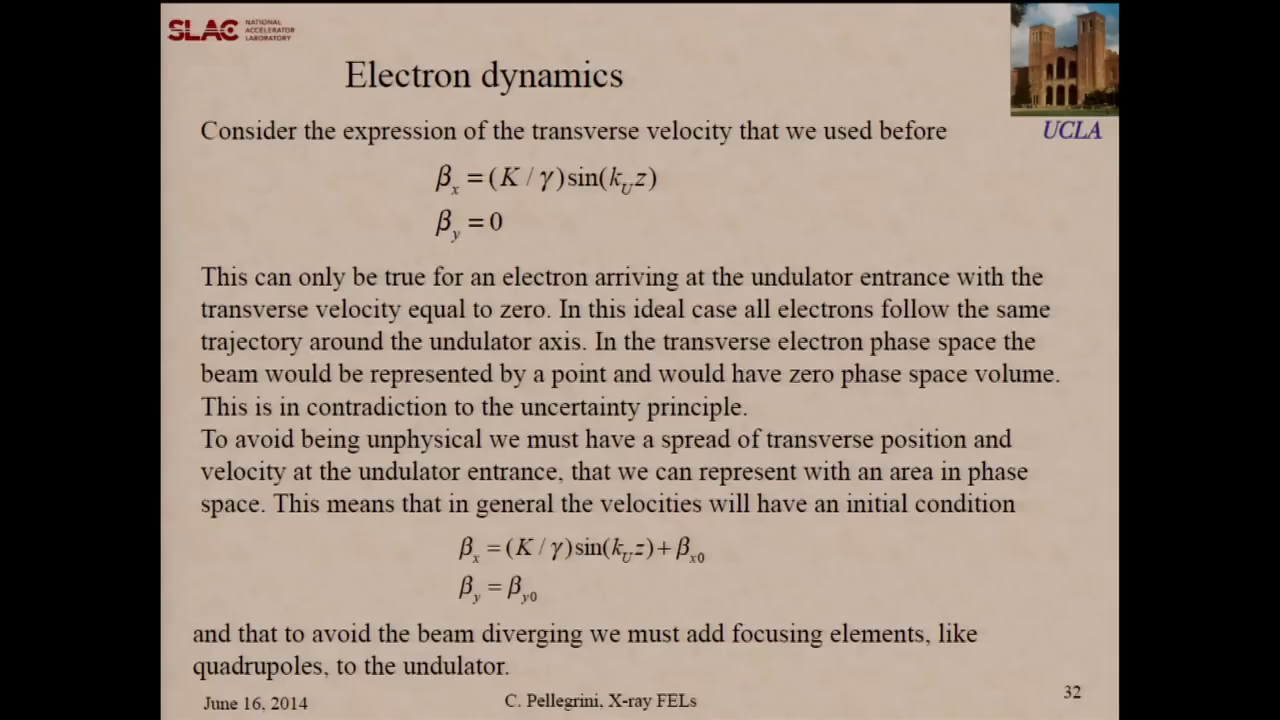 SLAC NATIONAL
ACCELERATOR
LABORATORY
Electron dynamics
UCLA
Consider the expression of the transverse velocity that we used before
β_x = (K / γ)sin(k_U z)
β_y = 0
This can only be true for an electron arriving at the undulator entrance with the
transverse velocity equal to zero. In this ideal case all electrons follow the same
trajectory around the undulator axis. In the transverse electron phase space the
beam would be represented by a point and would have zero phase space volume.
This is in contradiction to the uncertainty principle.
To avoid being unphysical we must have a spread of transverse position and
velocity at the undulator entrance, that we can represent with an area in phase
space. This means that in general the velocities will have an initial condition
β_x = (K / γ)sin(k_U z) + β_x0
β_y = β_y0
and that to avoid the beam diverging we must add focusing elements, like
quadrupoles, to the undulator.
June 16, 2014
C. Pellegrini, X-ray FELs
32